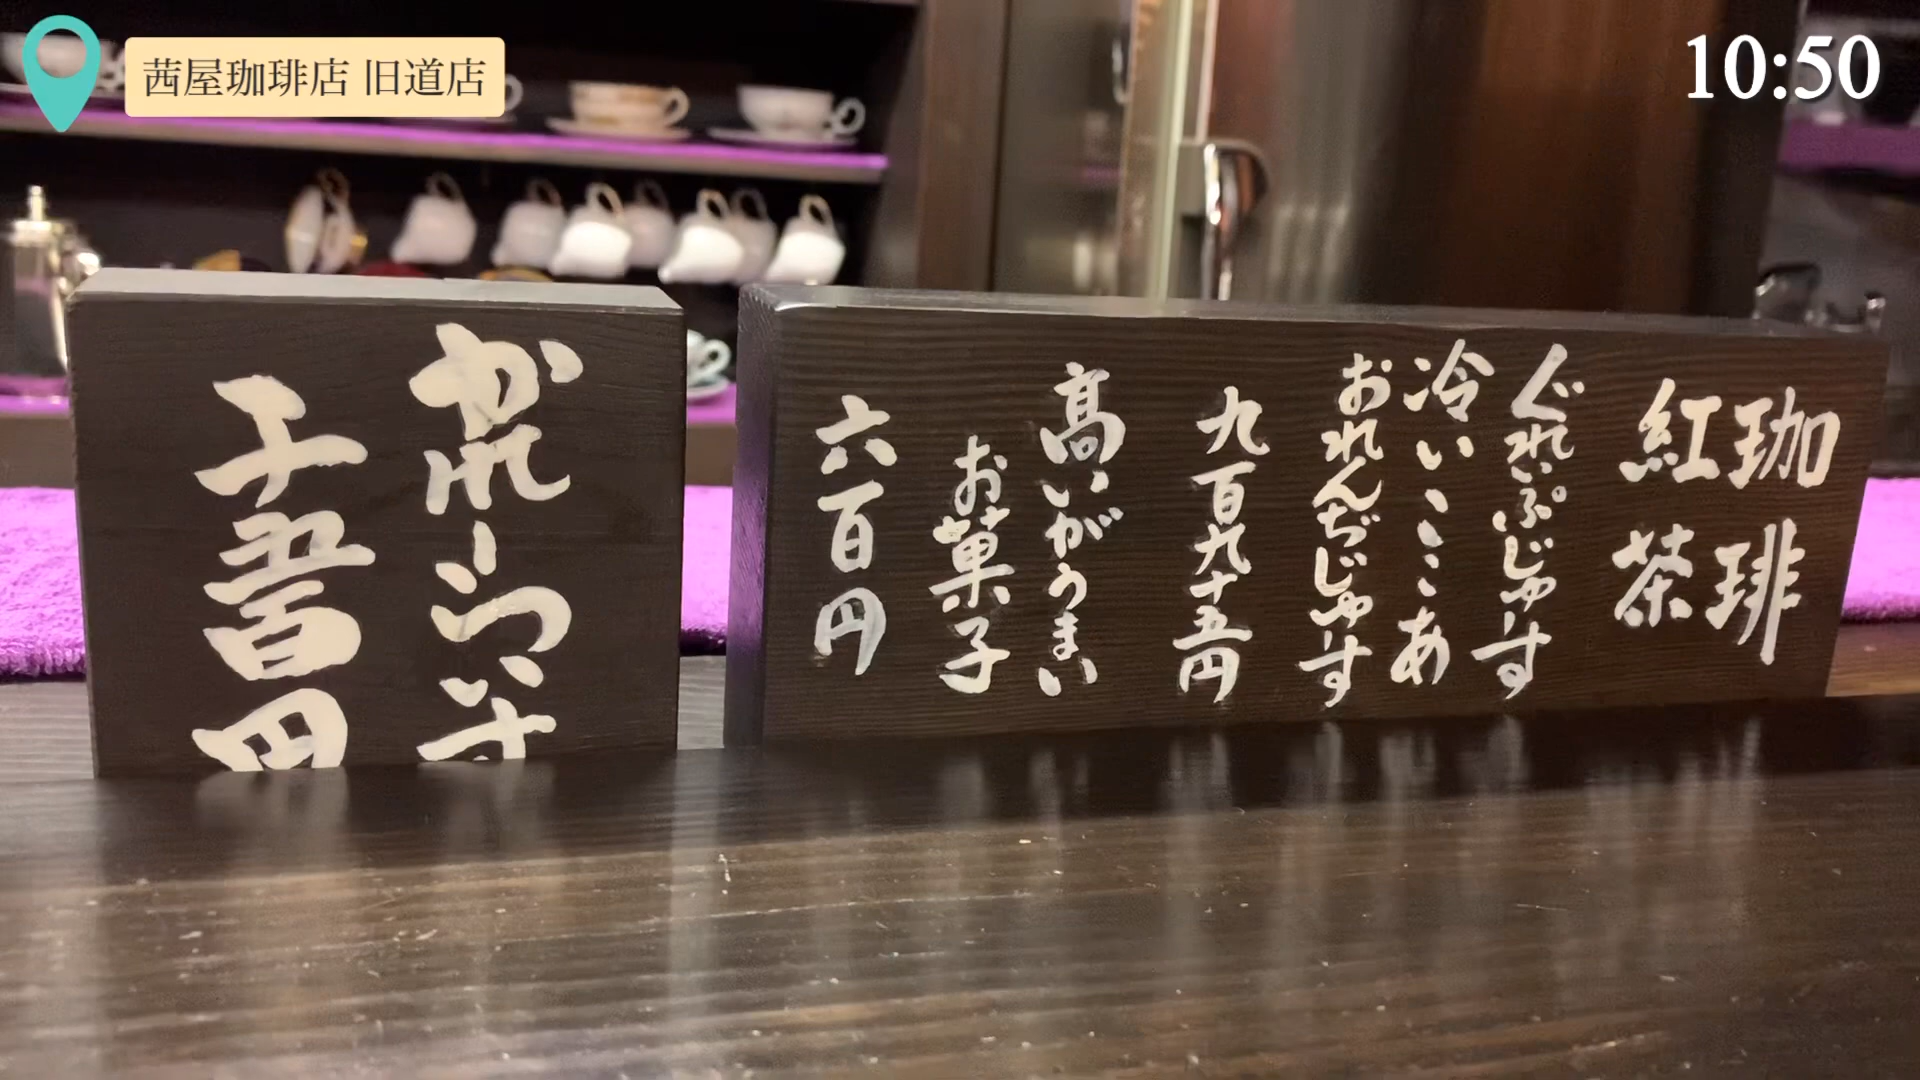 茜屋珈琲店 旧道店
10:50
珈琲
紅茶
ぐれいぷじゅーす
冷いここあ
おれんぢじゅーす
九百九十五円
高いがうまい
お菓子
六百円
かれーらいす
千五百円